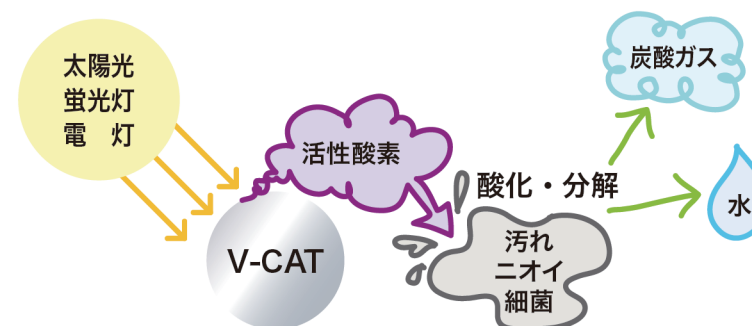 太陽光
蛍光灯
電　灯
V-CAT
活性酸素
酸化・分解
汚れ
ニオイ
細菌
炭酸ガス
水